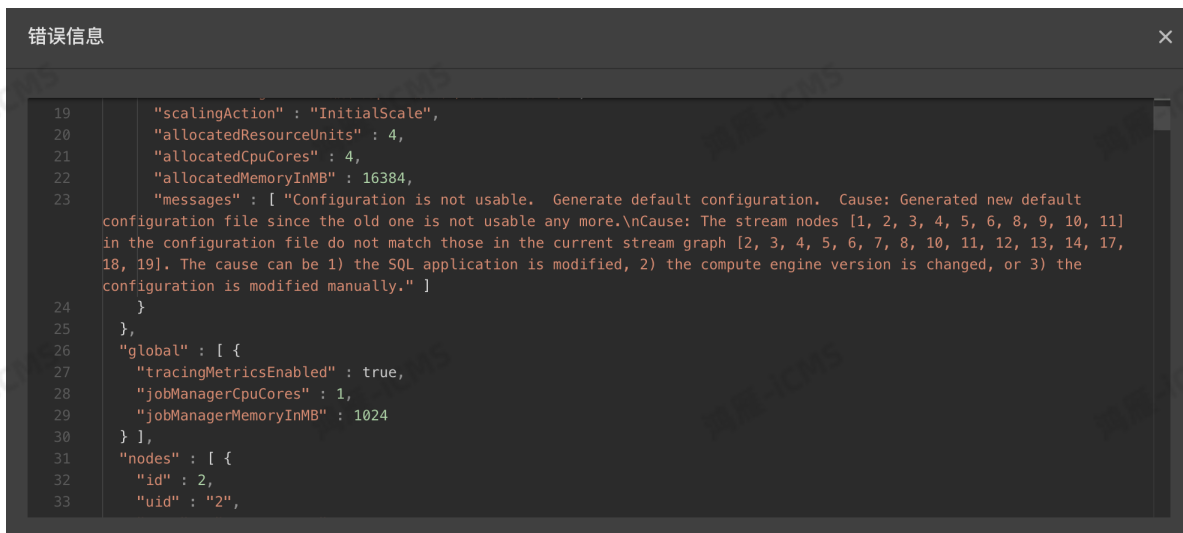 错误信息
19 "scalingAction" : "InitialScale",
20 "allocatedResourceUnits" : 4,
21 "allocatedCpuCores" : 4,
22 "allocatedMemoryInMB" : 16384,
23 "messages" : [ "Configuration is not usable.  Generate default configuration.  Cause: Generated new default
configuration file since the old one is not usable any more.\nCause: The stream nodes [1, 2, 3, 4, 5, 6, 8, 9, 10, 11]
in the configuration file do not match those in the current stream graph [2, 3, 4, 5, 6, 7, 8, 10, 11, 12, 13, 14, 17,
18, 19]. The cause can be 1) the SQL application is modified, 2) the compute engine version is changed, or 3) the
configuration is modified manually." ]
24 }
25 },
26 "global" : [ {
27 "tracingMetricsEnabled" : true,
28 "jobManagerCpuCores" : 1,
29 "jobManagerMemoryInMB" : 1024
30 } ],
31 "nodes" : [ {
32 "id" : 2,
33 "uid" : "2",